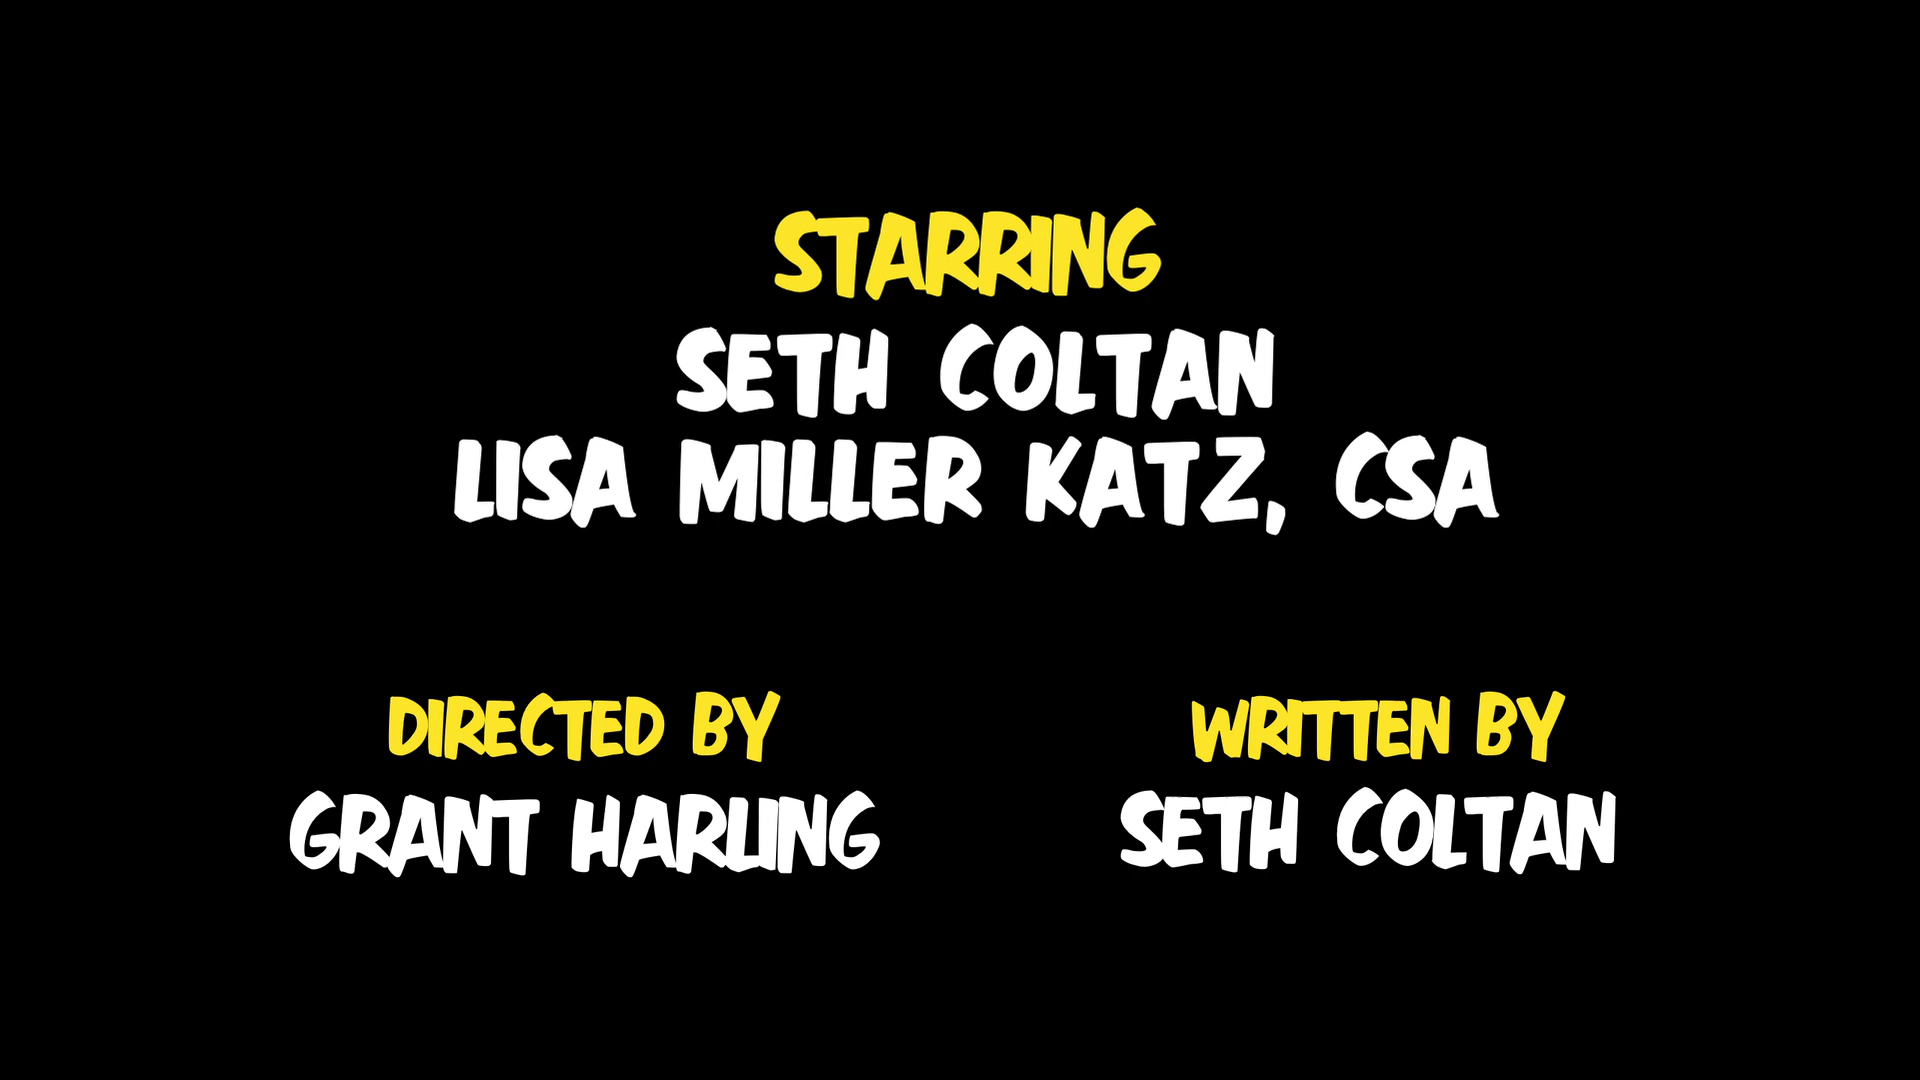 STARRING
SETH COLTAN
LISA MILLER KATZ, CSA
DIRECTED BY
GRANT HARLING
WRITTEN BY
SETH COLTAN